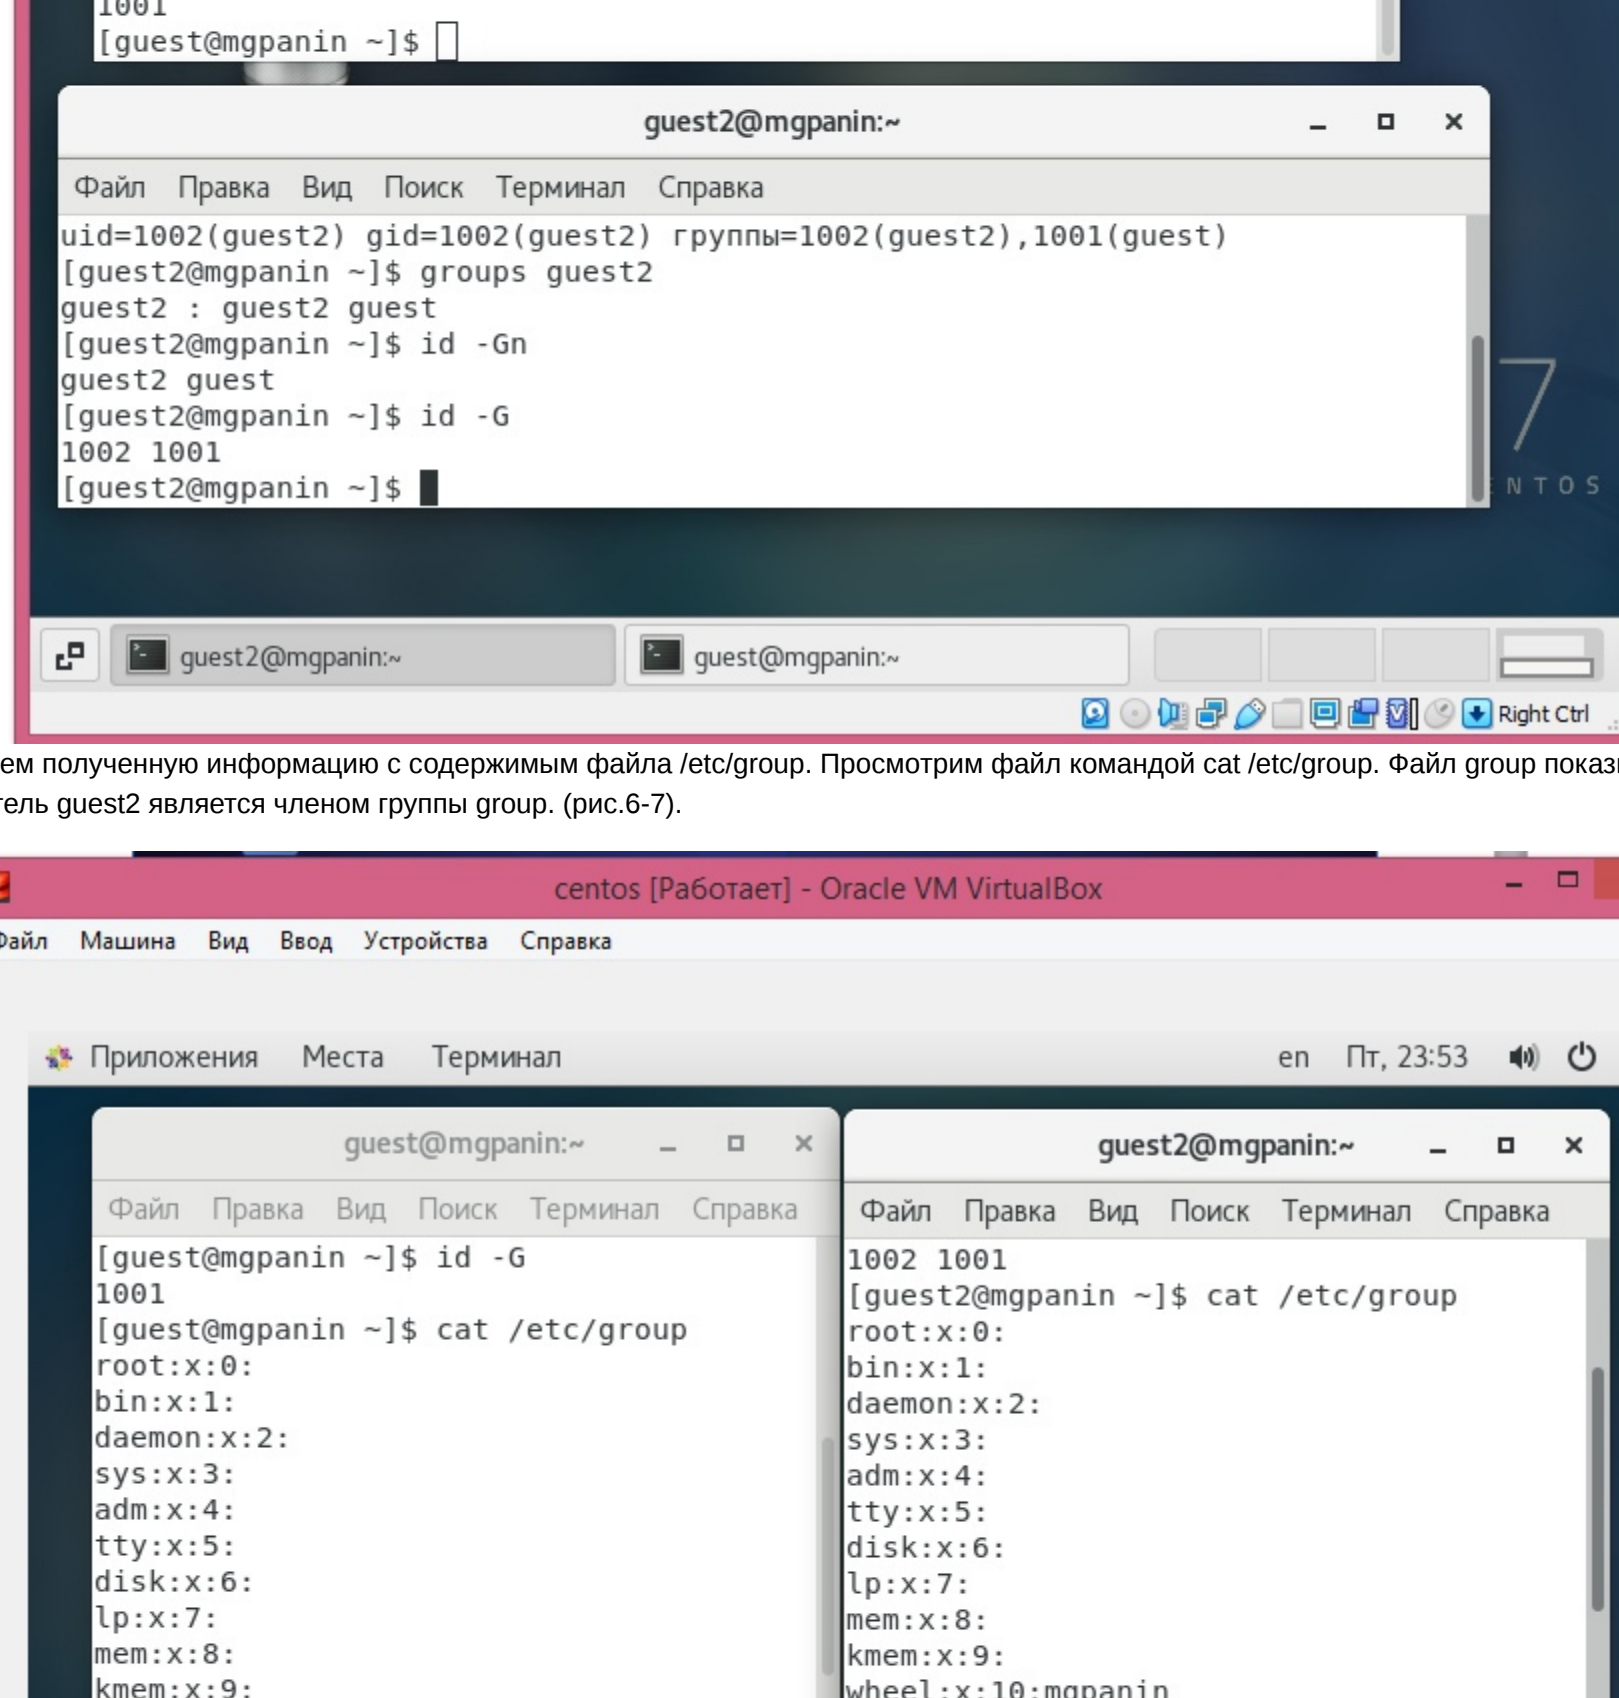 1001
[guest@mgpanin ~]$
guest2@mgpanin:~
Файл Правка Вид Поиск Терминал Справка
uid=1002(guest2) gid=1002(guest2) группы=1002(guest2),1001(guest)
[guest2@mgpanin ~]$ groups guest2
guest2 : guest2 guest
[guest2@mgpanin ~]$ id -Gn
guest2 guest
[guest2@mgpanin ~]$ id -G
1002 1001
[guest2@mgpanin ~]$
7
ENTOS
guest2@mgpanin:~ guest@mgpanin:~
Right Ctrl
ем полученную информацию с содержимым файла /etc/group. Просмотрим файл командой cat /etc/group. Файл group показ
тель guest2 является членом группы group. (рис.6-7).
centos [Работает] - Oracle VM VirtualBox
Файл Машина Вид Ввод Устройства Справка
Приложения Места Терминал en Пт, 23:53
guest@mgpanin:~
Файл Правка Вид Поиск Терминал Справка
[guest@mgpanin ~]$ id -G
1001
[guest@mgpanin ~]$ cat /etc/group
root:x:0:
bin:x:1:
daemon:x:2:
sys:x:3:
adm:x:4:
tty:x:5:
disk:x:6:
lp:x:7:
mem:x:8:
kmem:x:9:
guest2@mgpanin:~
Файл Правка Вид Поиск Терминал Справка
1002 1001
[guest2@mgpanin ~]$ cat /etc/group
root:x:0:
bin:x:1:
daemon:x:2:
sys:x:3:
adm:x:4:
tty:x:5:
disk:x:6:
lp:x:7:
mem:x:8:
kmem:x:9:
wheel:x:10:mgpanin